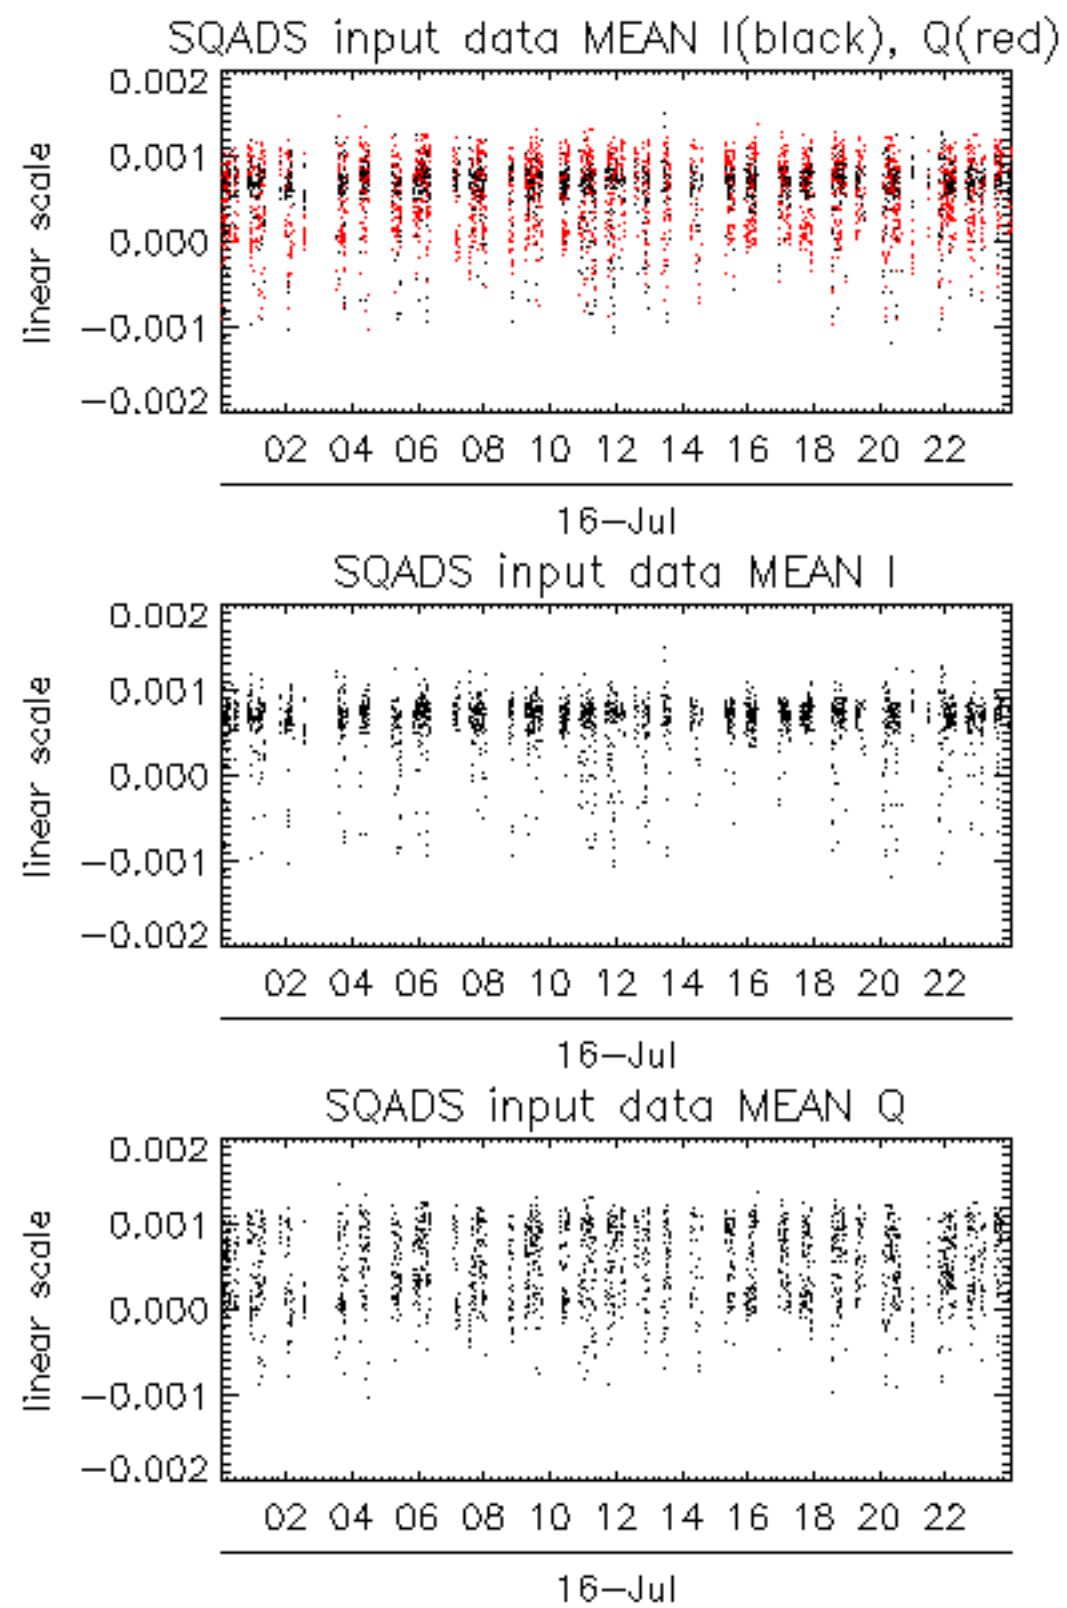 SQADS input data MEAN I(black), Q(red)
0.002
0.001
0.000
−0.001
−0.002
linear scale
02 04 06 08 10 12 14 16 18 20 22
16−Jul
SQADS input data MEAN I
0.002
0.001
0.000
−0.001
−0.002
linear scale
02 04 06 08 10 12 14 16 18 20 22
16−Jul
SQADS input data MEAN Q
0.002
0.001
0.000
−0.001
−0.002
linear scale
02 04 06 08 10 12 14 16 18 20 22
16−Jul